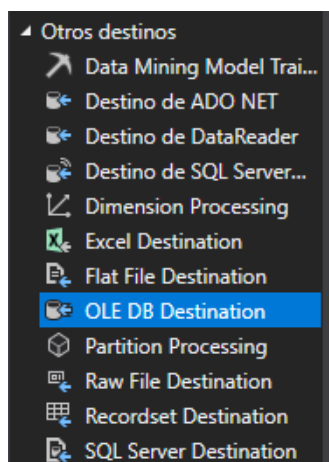 Otros destinos
Data Mining Model Trai...
Destino de ADO NET
Destino de DataReader
Destino de SQL Server...
Dimension Processing
Excel Destination
Flat File Destination
OLE DB Destination
Partition Processing
Raw File Destination
Recordset Destination
SQL Server Destination